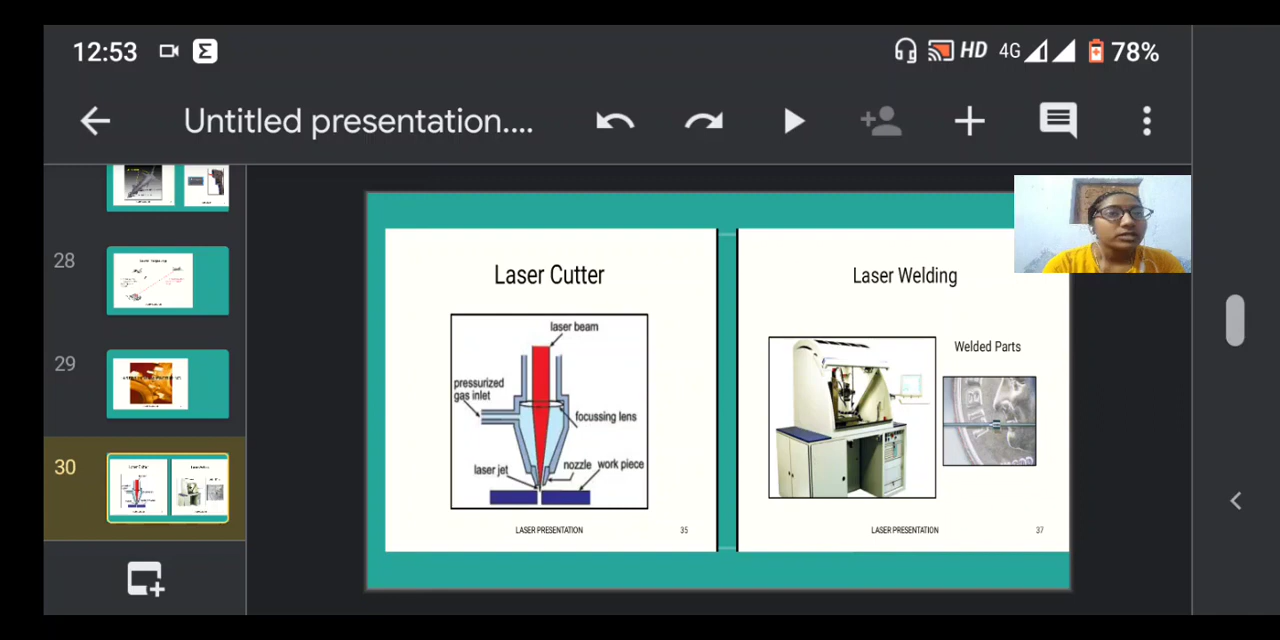 12:53
HD 4G 78%
Untitled presentation....
28
29
30
Laser Cutter
laser beam
pressurized
gas inlet
focussing lens
laser jet
nozzle
work piece
LASER PRESENTATION
35
Laser Welding
Welded Parts
LASER PRESENTATION
37